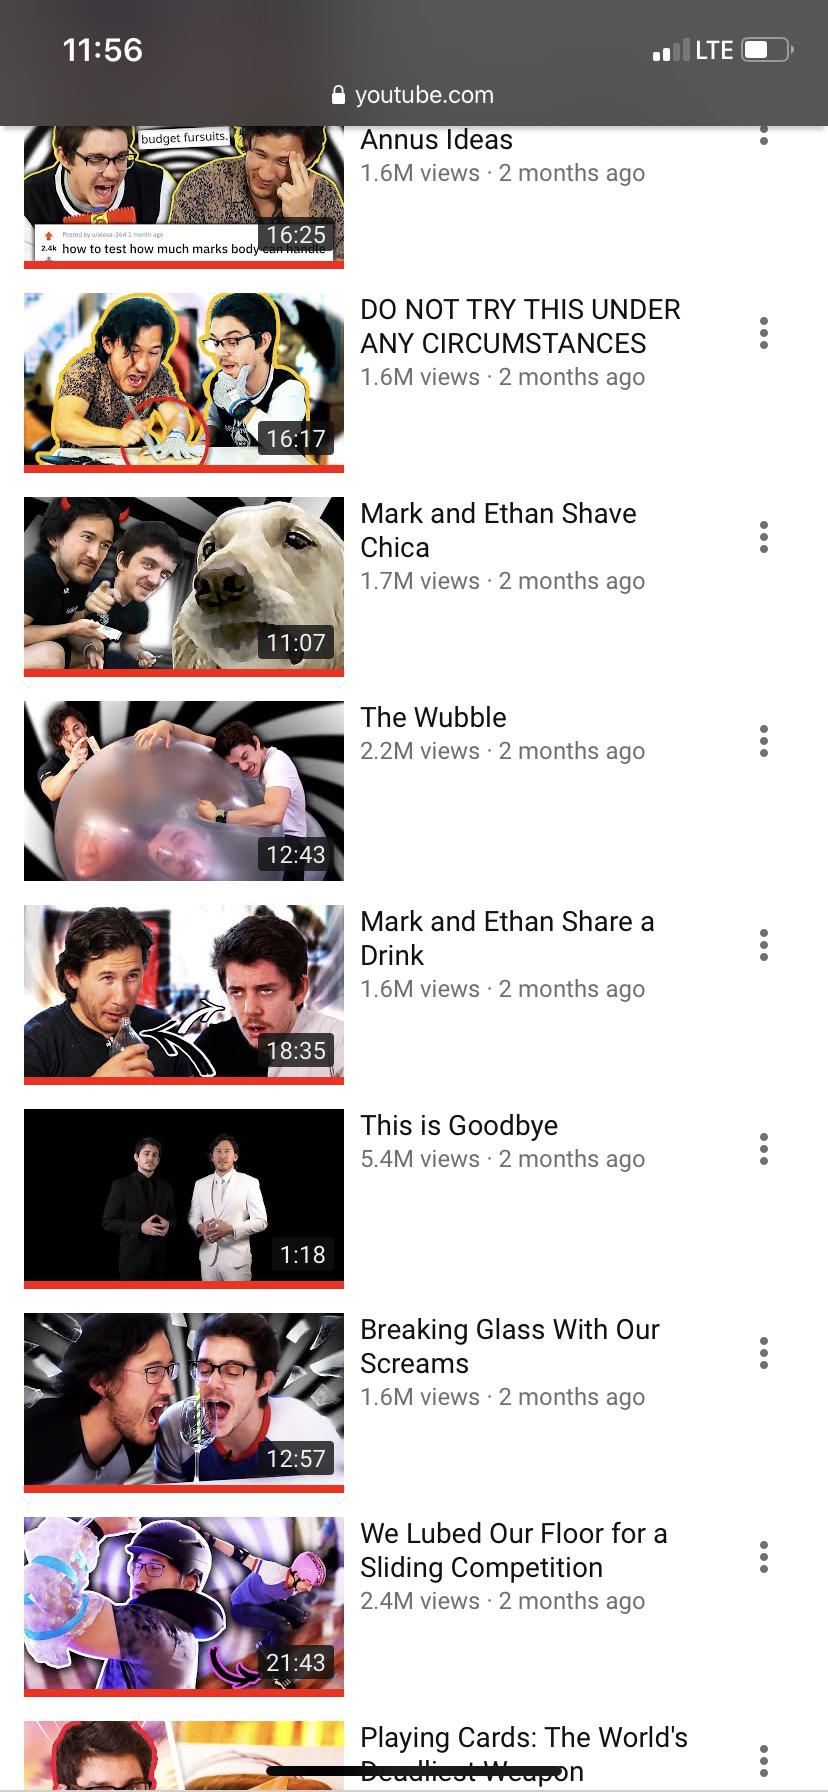 11:56
LTE
youtube.com
budget fursuits.
Posted by u/alexa-364 1 month ago
2.4k how to test how much marks body can handle
16:25
Annus Ideas
1.6M views · 2 months ago
DO NOT TRY THIS UNDER
ANY CIRCUMSTANCES
1.6M views · 2 months ago
16:17
Mark and Ethan Shave
Chica
1.7M views · 2 months ago
11:07
The Wubble
2.2M views · 2 months ago
12:43
Mark and Ethan Share a
Drink
1.6M views · 2 months ago
18:35
This is Goodbye
5.4M views · 2 months ago
1:18
Breaking Glass With Our
Screams
1.6M views · 2 months ago
12:57
We Lubed Our Floor for a
Sliding Competition
2.4M views · 2 months ago
21:43
Playing Cards: The World's
Deadliest Weapon